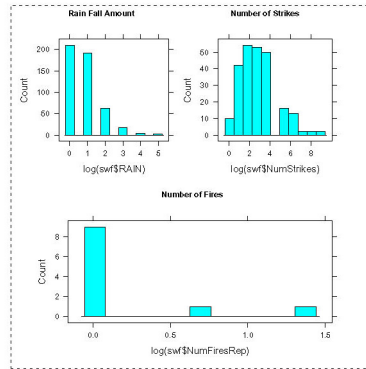 Rain Fall Amount
Number of Strikes
200
150
100
50
0
Count
0 1 2 3 4 5
log(swf$RAIN)
50
40
30
20
10
0
Count
0 2 4 6 8
log(swf$NumStrikes)
Number of Fires
8
6
4
2
0
Count
0.0 0.5 1.0 1.5
log(swf$NumFiresRep)